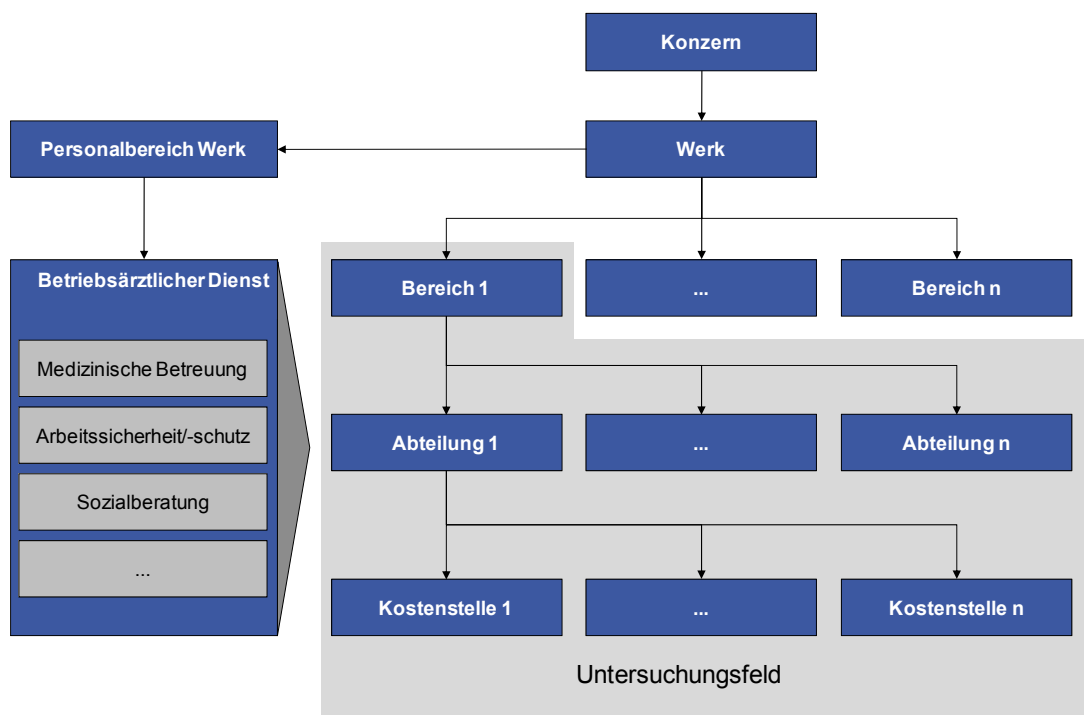 Konzern
Personalbereich Werk
Werk
Betriebsärztlicher Dienst
Medizinische Betreuung
Arbeitssicherheit/-schutz
Sozialberatung
...
Bereich 1
...
Bereich n
Abteilung 1
...
Abteilung n
Kostenstelle 1
...
Kostenstelle n
Untersuchungsfeld